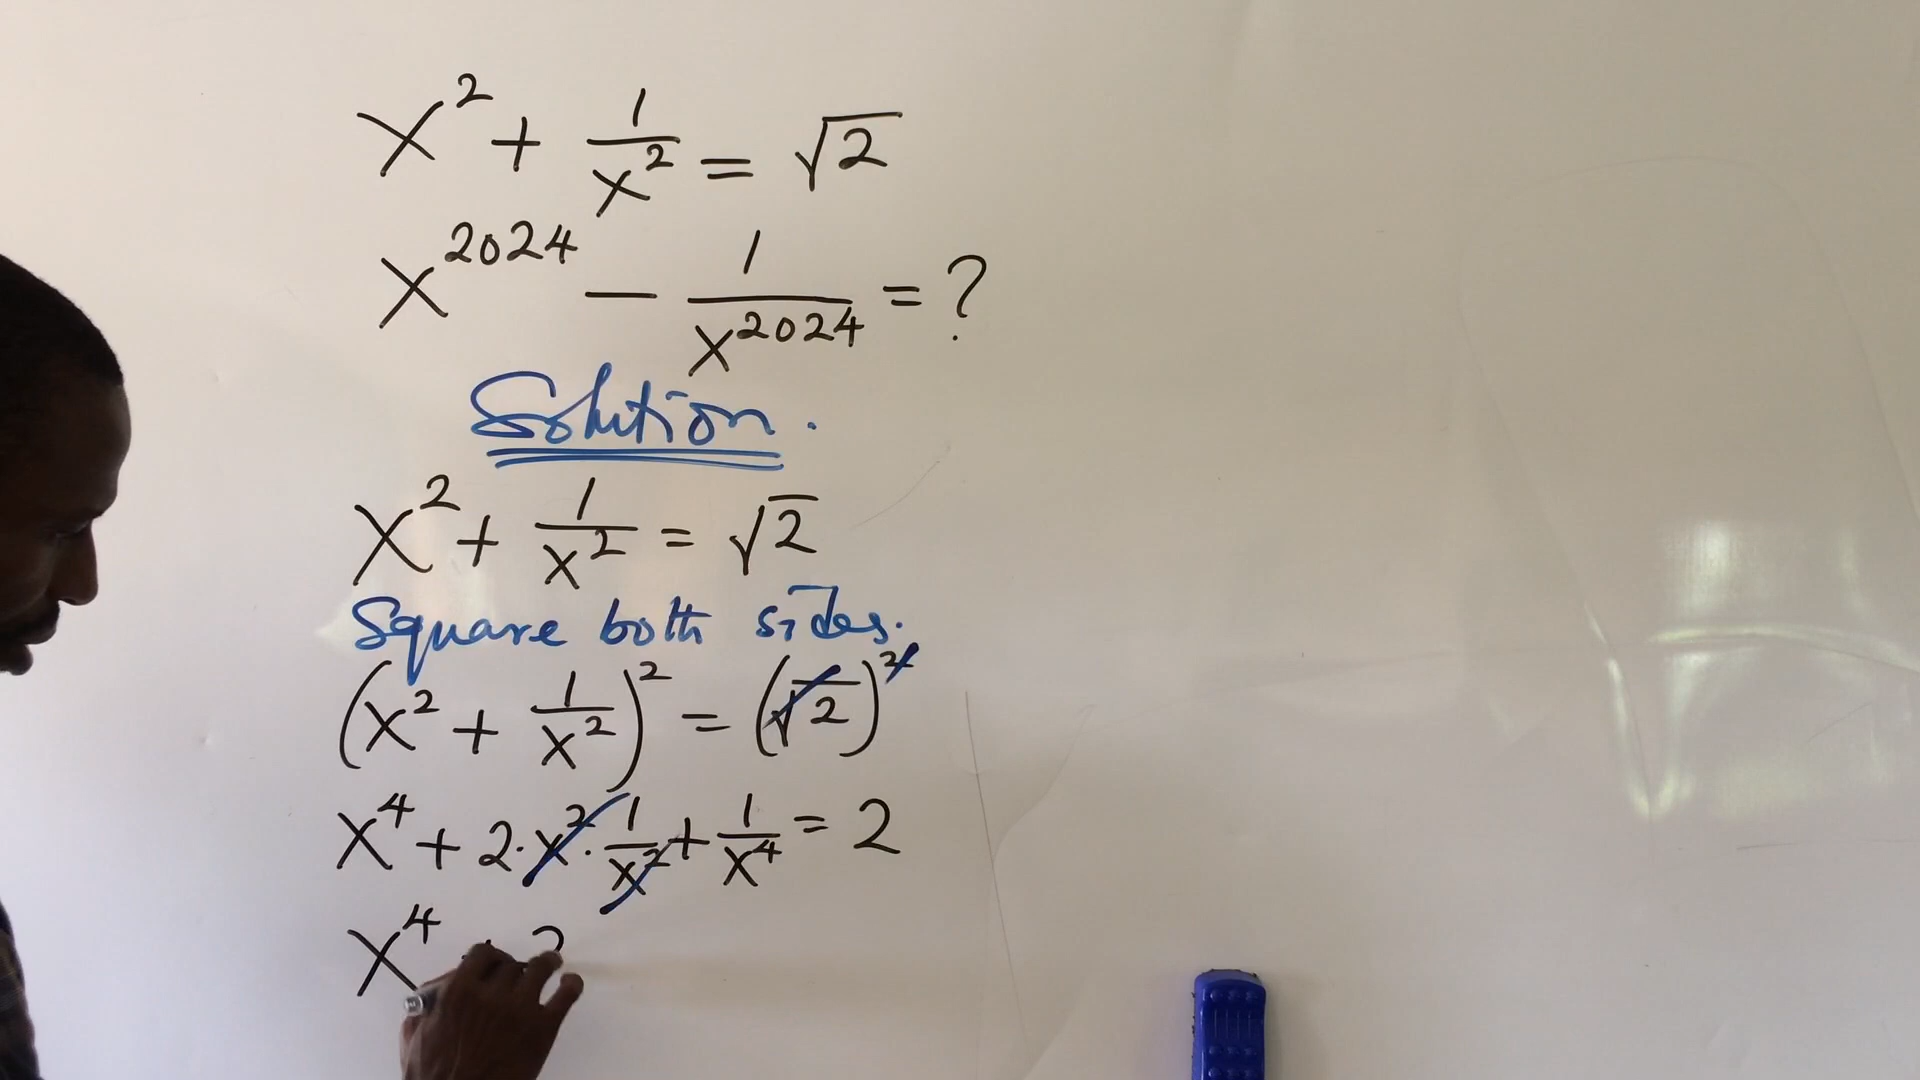 x² + 1/x² = √2
x²⁰²⁴ − 1/x²⁰²⁴ = ?
Solution.
x² + 1/x² = √2
Square both sides.
(x² + 1/x²)² = (√2)²
x⁴ + 2·x²·1/x² + 1/x⁴ = 2
x⁴ + 2